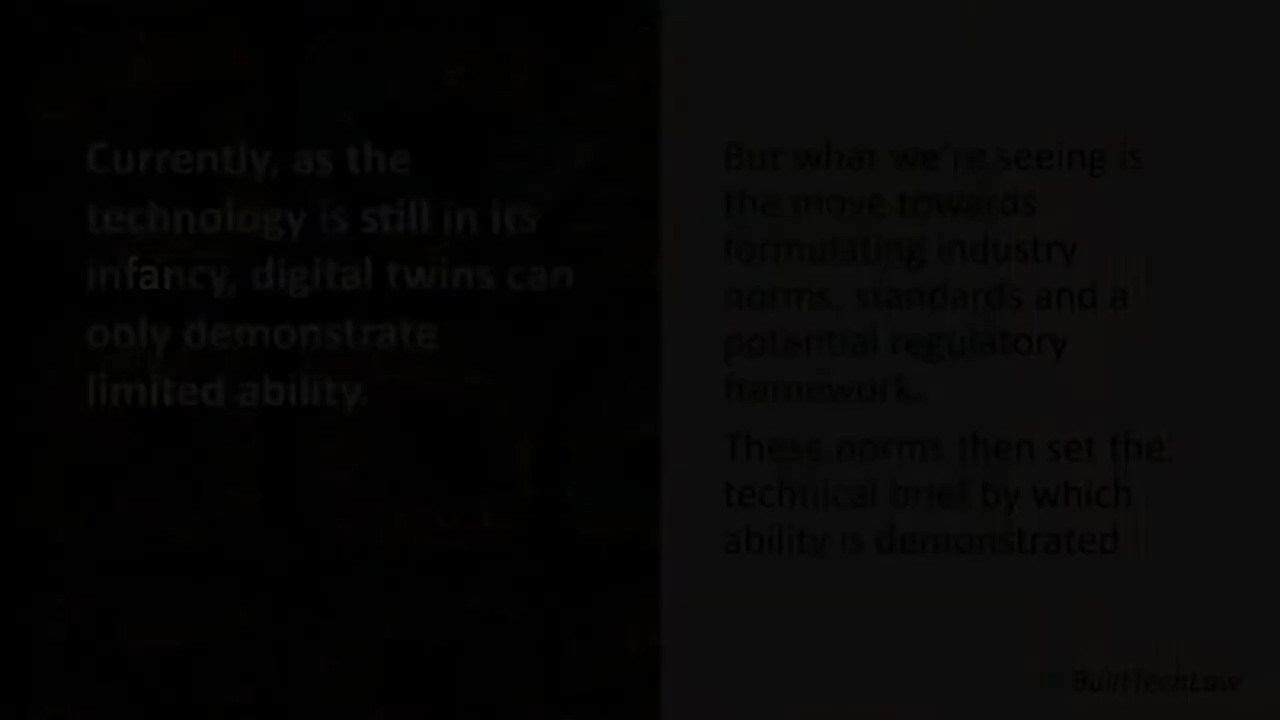 Currently, as the
technology is still in its
infancy, digital twins can
only demonstrate
limited ability.
But what we're seeing is
the move towards
formulating industry
norms, standards and a
potential regulatory
framework.
These norms then set the
technical brief by which
ability is demonstrated
BuiltTechLaw